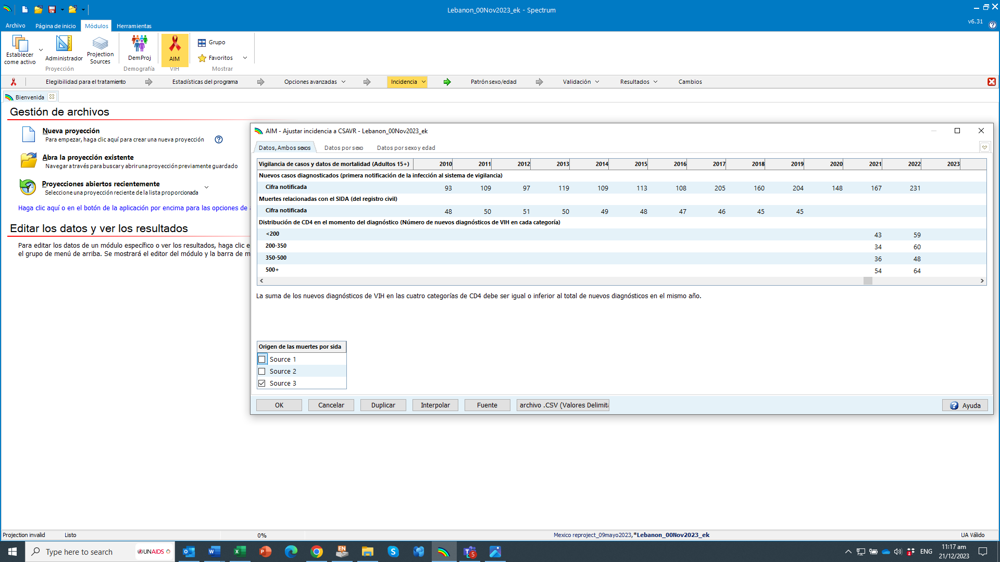 Lebanon_00Nov2023_ek - Spectrum
Archivo Página de inicio Módulos Herramientas v6.31
Establecer come activo Administrador Projection Sources DemProj AIM Grupo Favoritos
Proyección Demografía VIH Mostrar
Elegibilidad para el tratamiento Estadísticas del programa Opciones avanzadas Incidencia Patrón sexo/edad Validación Resultados Cambios
Bienvenida
Gestión de archivos
Nueva proyección
Para empezar, haga clic aquí para crear una nueva proyección
Abra la proyección existente
Navegar a través para buscar y abrir una proyección previamente guardado
Proyecciones abiertos recientemente
Seleccione una proyección reciente de la lista proporcionada
Haga clic aquí o en el botón de la aplicación por encima para las opciones de
Editar los datos y ver los resultados
Para editar los datos de un módulo específico o ver los resultados, haga clic e
el grupo de menú de arriba. Se mostrará el editor del módulo y la barra de m
AIM - Ajustar incidencia a CSAVR - Lebanon_00Nov2023_ek
Datos, Ambos sexos Datos por sexo Datos por sexo y edad
Vigilancia de casos y datos de mortalidad (Adultos 15+) 2010 2011 2012 2013 2014 2015 2016 2017 2018 2019 2020 2021 2022 2023
Nuevos casos diagnosticados (primera notificación de la infección al sistema de vigilancia)
Cifra notificada 93 109 97 119 109 113 108 205 160 204 148 167 231
Muertes relacionadas con el SIDA (del registro civil)
Cifra notificada 48 50 51 50 49 48 47 46 45 45
Distribución de CD4 en el momento del diagnóstico (Número de nuevos diagnósticos de VIH en cada categoría)
<200 43 59
200-350 34 60
350-500 36 48
500+ 54 64
La suma de los nuevos diagnósticos de VIH en las cuatro categorías de CD4 debe ser igual o inferior al total de nuevos diagnósticos en el mismo año.
Origen de las muertes por sida
Source 1
Source 2
Source 3
OK Cancelar Duplicar Interpolar Fuente archivo .CSV (Valores Delimit Ayuda
Projection invalid Listo 0% Mexico reproject_09mayo2023, *Lebanon_00Nov2023_ek UA Válido
Type here to search UNAIDS EN 5 2 ENG 11:17 am
21/12/2023